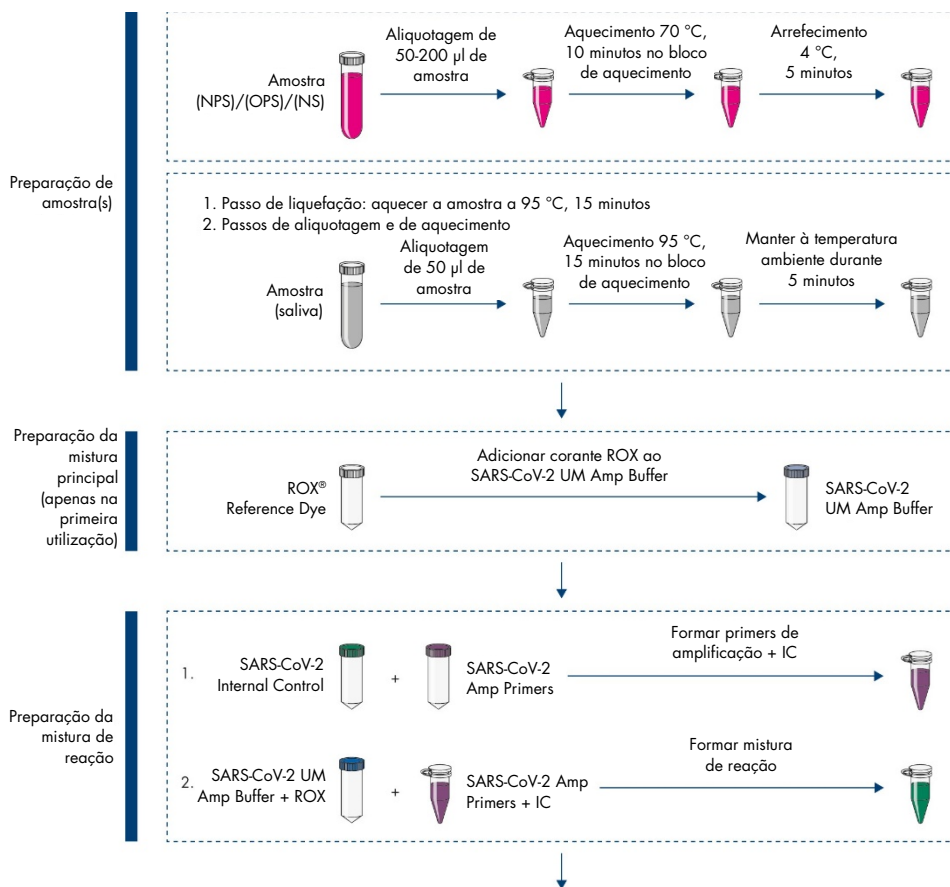 Preparação de
amostra(s)
Amostra
(NPS)/(OPS)/(NS)
Aliquotagem de
50-200 µl de
amostra
Aquecimento 70 °C,
10 minutos no bloco
de aquecimento
Arrefecimento
4 °C,
5 minutos
1. Passo de liquefação: aquecer a amostra a 95 °C, 15 minutos
2. Passos de aliquotagem e de aquecimento
Amostra
(saliva)
Aliquotagem
de 50 µl de
amostra
Aquecimento 95 °C,
15 minutos no bloco
de aquecimento
Manter à temperatura
ambiente durante
5 minutos
Preparação da
mistura
principal
(apenas na
primeira
utilização)
ROX®
Reference Dye
Adicionar corante ROX ao
SARS-CoV-2 UM Amp Buffer
SARS-CoV-2
UM Amp Buffer
Preparação da
mistura de
reação
1.
SARS-CoV-2
Internal Control
+
SARS-CoV-2
Amp Primers
Formar primers de
amplificação + IC
2.
SARS-CoV-2 UM
Amp Buffer + ROX
+
SARS-CoV-2 Amp
Primers + IC
Formar mistura
de reação